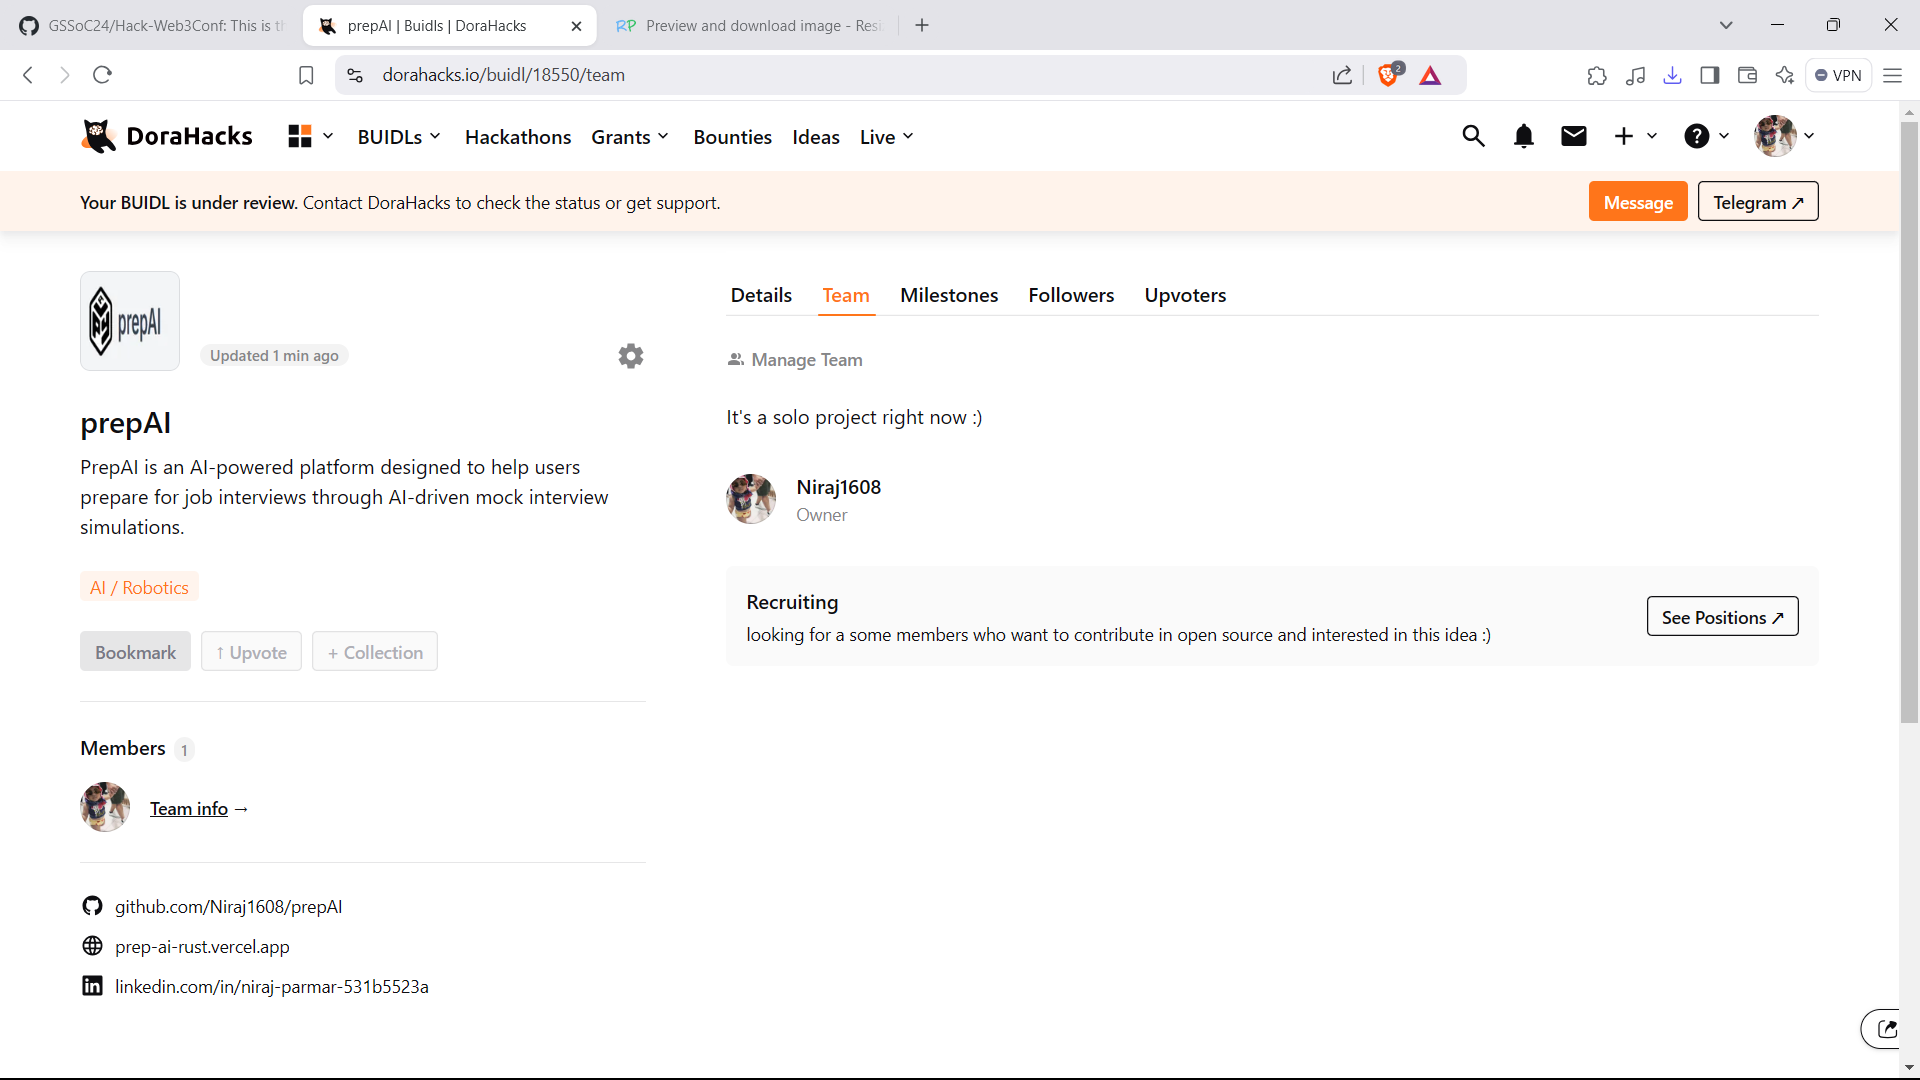 GSSoC24/Hack-Web3Conf: This is th
prepAI | Buidls | DoraHacks
RP Preview and download image - Resi
dorahacks.io/buidl/18550/team
2
VPN
DoraHacks
BUIDLs
Hackathons
Grants
Bounties
Ideas
Live
Your BUIDL is under review. Contact DoraHacks to check the status or get support.
Message
Telegram ↗
prepAI
Updated 1 min ago
prepAI
PrepAI is an AI-powered platform designed to help users
prepare for job interviews through AI-driven mock interview
simulations.
AI / Robotics
Bookmark
↑ Upvote
+ Collection
Members 1
Team info →
github.com/Niraj1608/prepAI
prep-ai-rust.vercel.app
linkedin.com/in/niraj-parmar-531b5523a
Details
Team
Milestones
Followers
Upvoters
Manage Team
It's a solo project right now :)
Niraj1608
Owner
Recruiting
looking for a some members who want to contribute in open source and interested in this idea :)
See Positions ↗